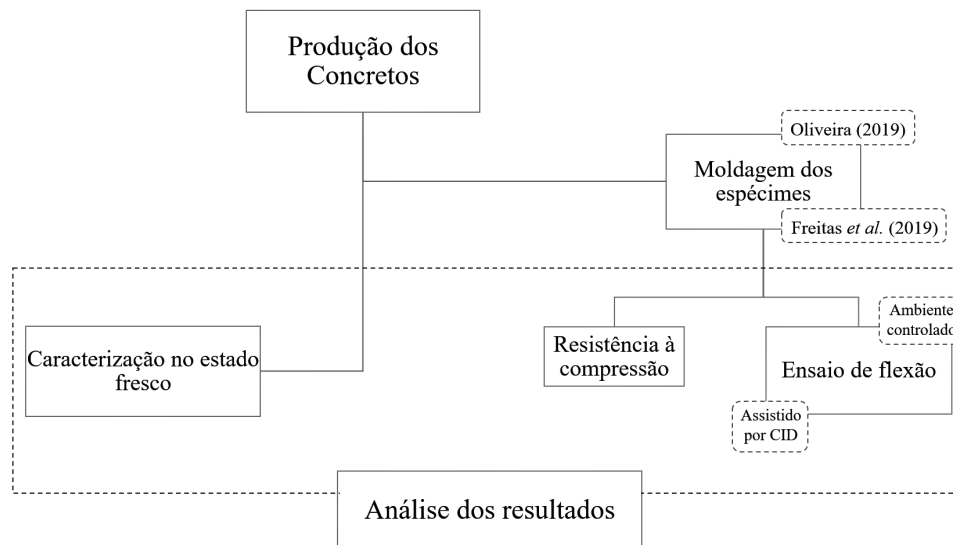 Produção dos
Concretos
Oliveira (2019)
Moldagem dos
espécimes
Freitas et al. (2019)
Caracterização no estado
fresco
Resistência à
compressão
Ambiente
controlado
Ensaio de flexão
Assistido
por CID
Análise dos resultados